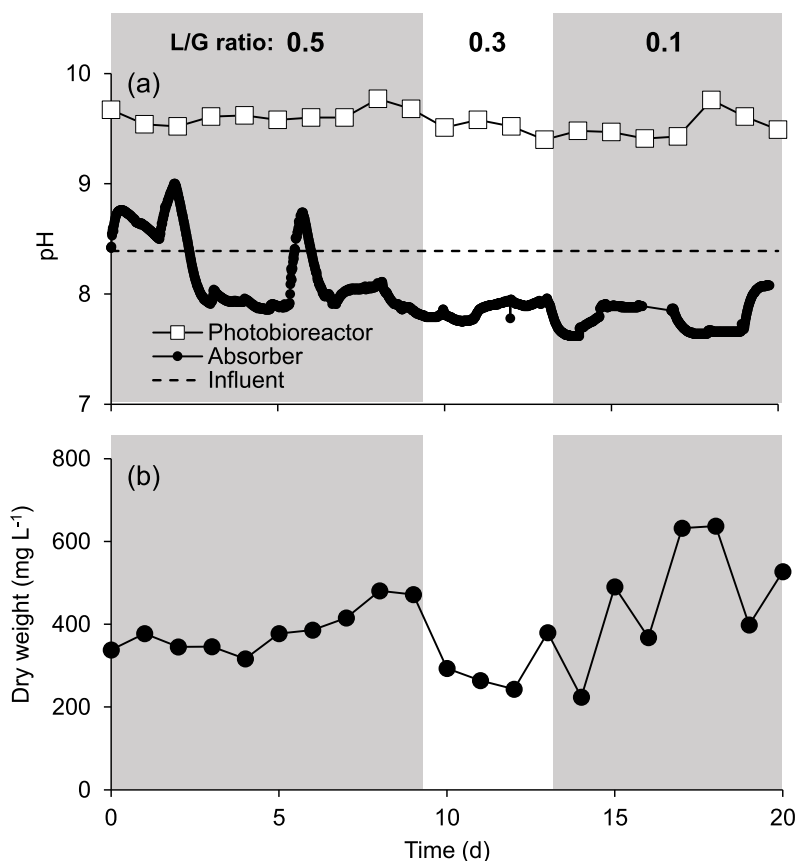 L/G ratio: 0.5 0.3 0.1
(a)
10
9
8
7
pH
Photobioreactor
Absorber
Influent
(b)
800
600
400
200
0
Dry weight (mg L⁻¹)
0 5 10 15 20
Time (d)